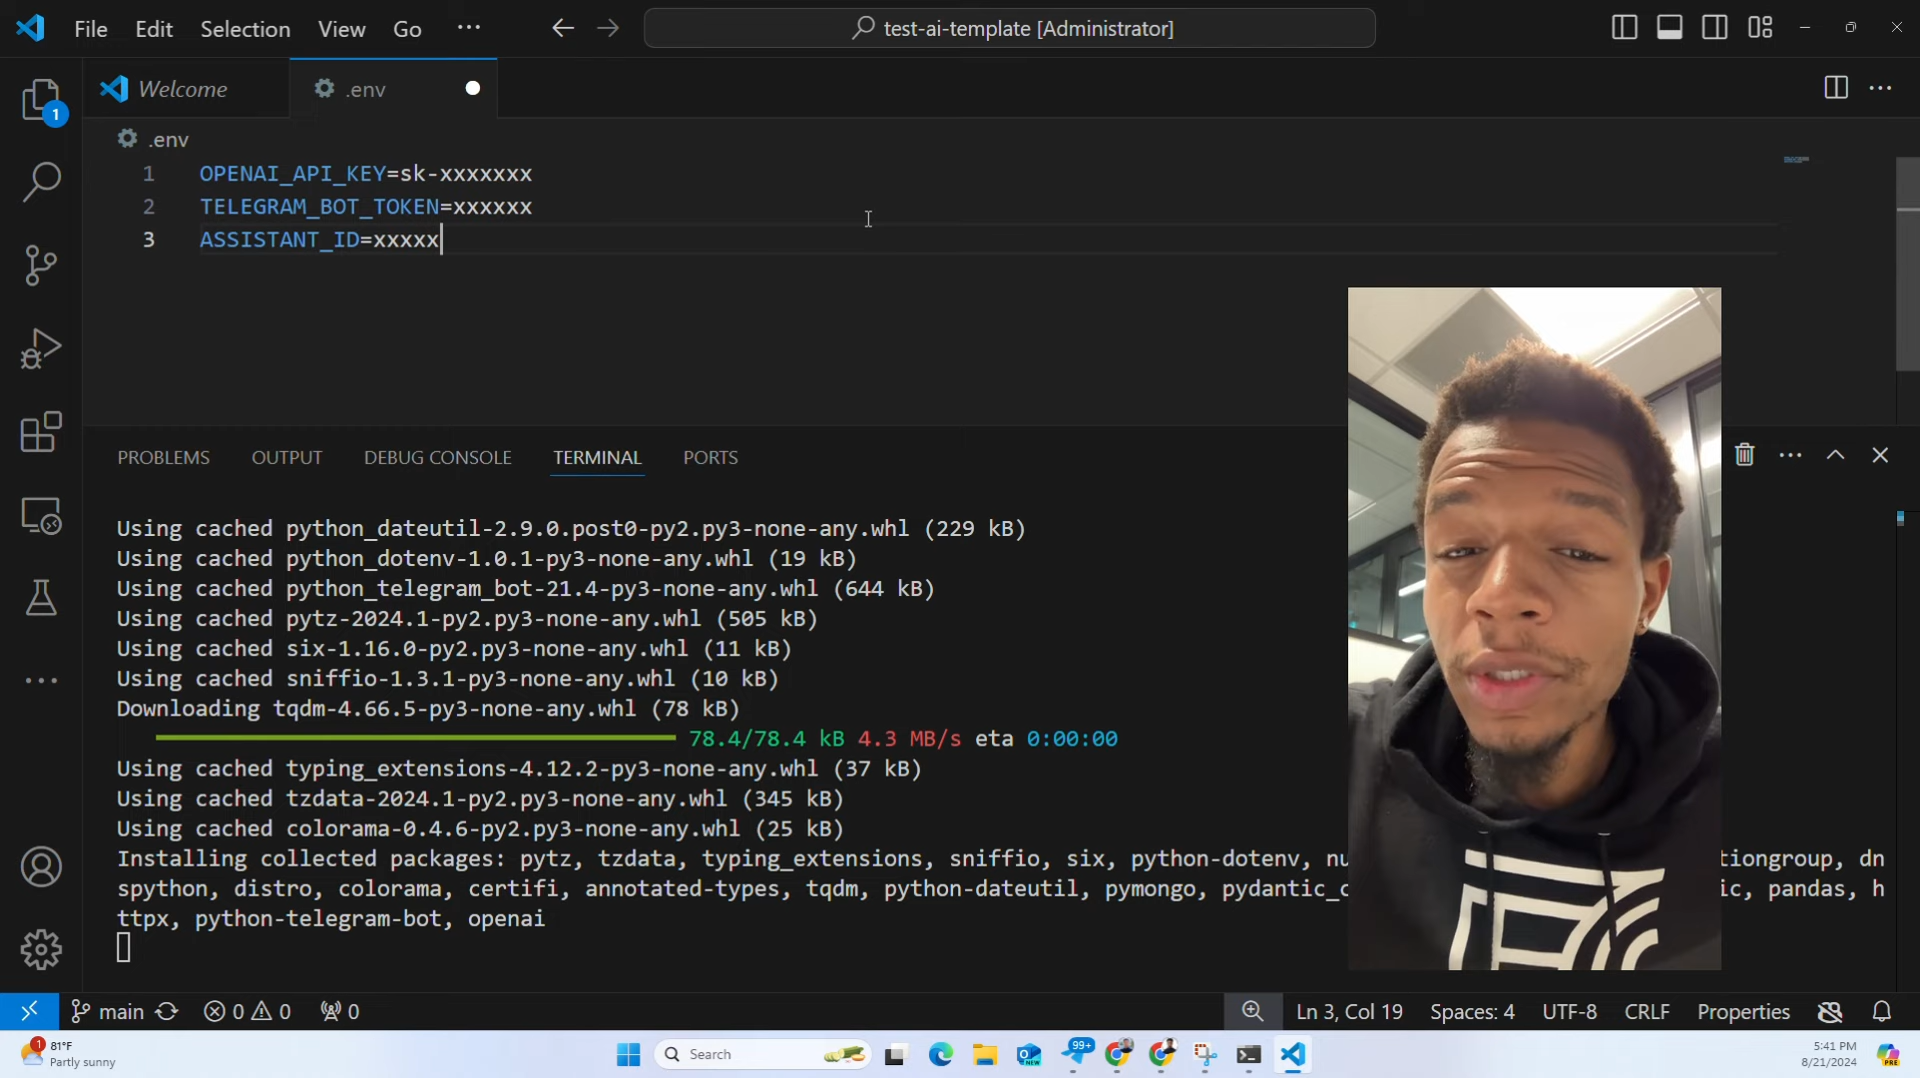 File Edit Selection View Go ...
test-ai-template [Administrator]
1
Welcome
.env
.env
1 OPENAI_API_KEY=sk-xxxxxxx
2 TELEGRAM_BOT_TOKEN=xxxxxx
3 ASSISTANT_ID=xxxxx
PROBLEMS OUTPUT DEBUG CONSOLE TERMINAL PORTS
Using cached python_dateutil-2.9.0.post0-py2.py3-none-any.whl (229 kB)
Using cached python_dotenv-1.0.1-py3-none-any.whl (19 kB)
Using cached python_telegram_bot-21.4-py3-none-any.whl (644 kB)
Using cached pytz-2024.1-py2.py3-none-any.whl (505 kB)
Using cached six-1.16.0-py2.py3-none-any.whl (11 kB)
Using cached sniffio-1.3.1-py3-none-any.whl (10 kB)
Downloading tqdm-4.66.5-py3-none-any.whl (78 kB)
78.4/78.4 kB 4.3 MB/s eta 0:00:00
Using cached typing_extensions-4.12.2-py3-none-any.whl (37 kB)
Using cached tzdata-2024.1-py2.py3-none-any.whl (345 kB)
Using cached colorama-0.4.6-py2.py3-none-any.whl (25 kB)
Installing collected packages: pytz, tzdata, typing_extensions, sniffio, six, python-dotenv, nu tiongroup, dn
spython, distro, colorama, certifi, annotated-types, tqdm, python-dateutil, pymongo, pydantic_c ic, pandas, h
ttpx, python-telegram-bot, openai
main 0 0 0 Ln 3, Col 19 Spaces: 4 UTF-8 CRLF Properties
1 81°F
Partly sunny
Search
NEW
99+
5:41 PM
8/21/2024
PRE